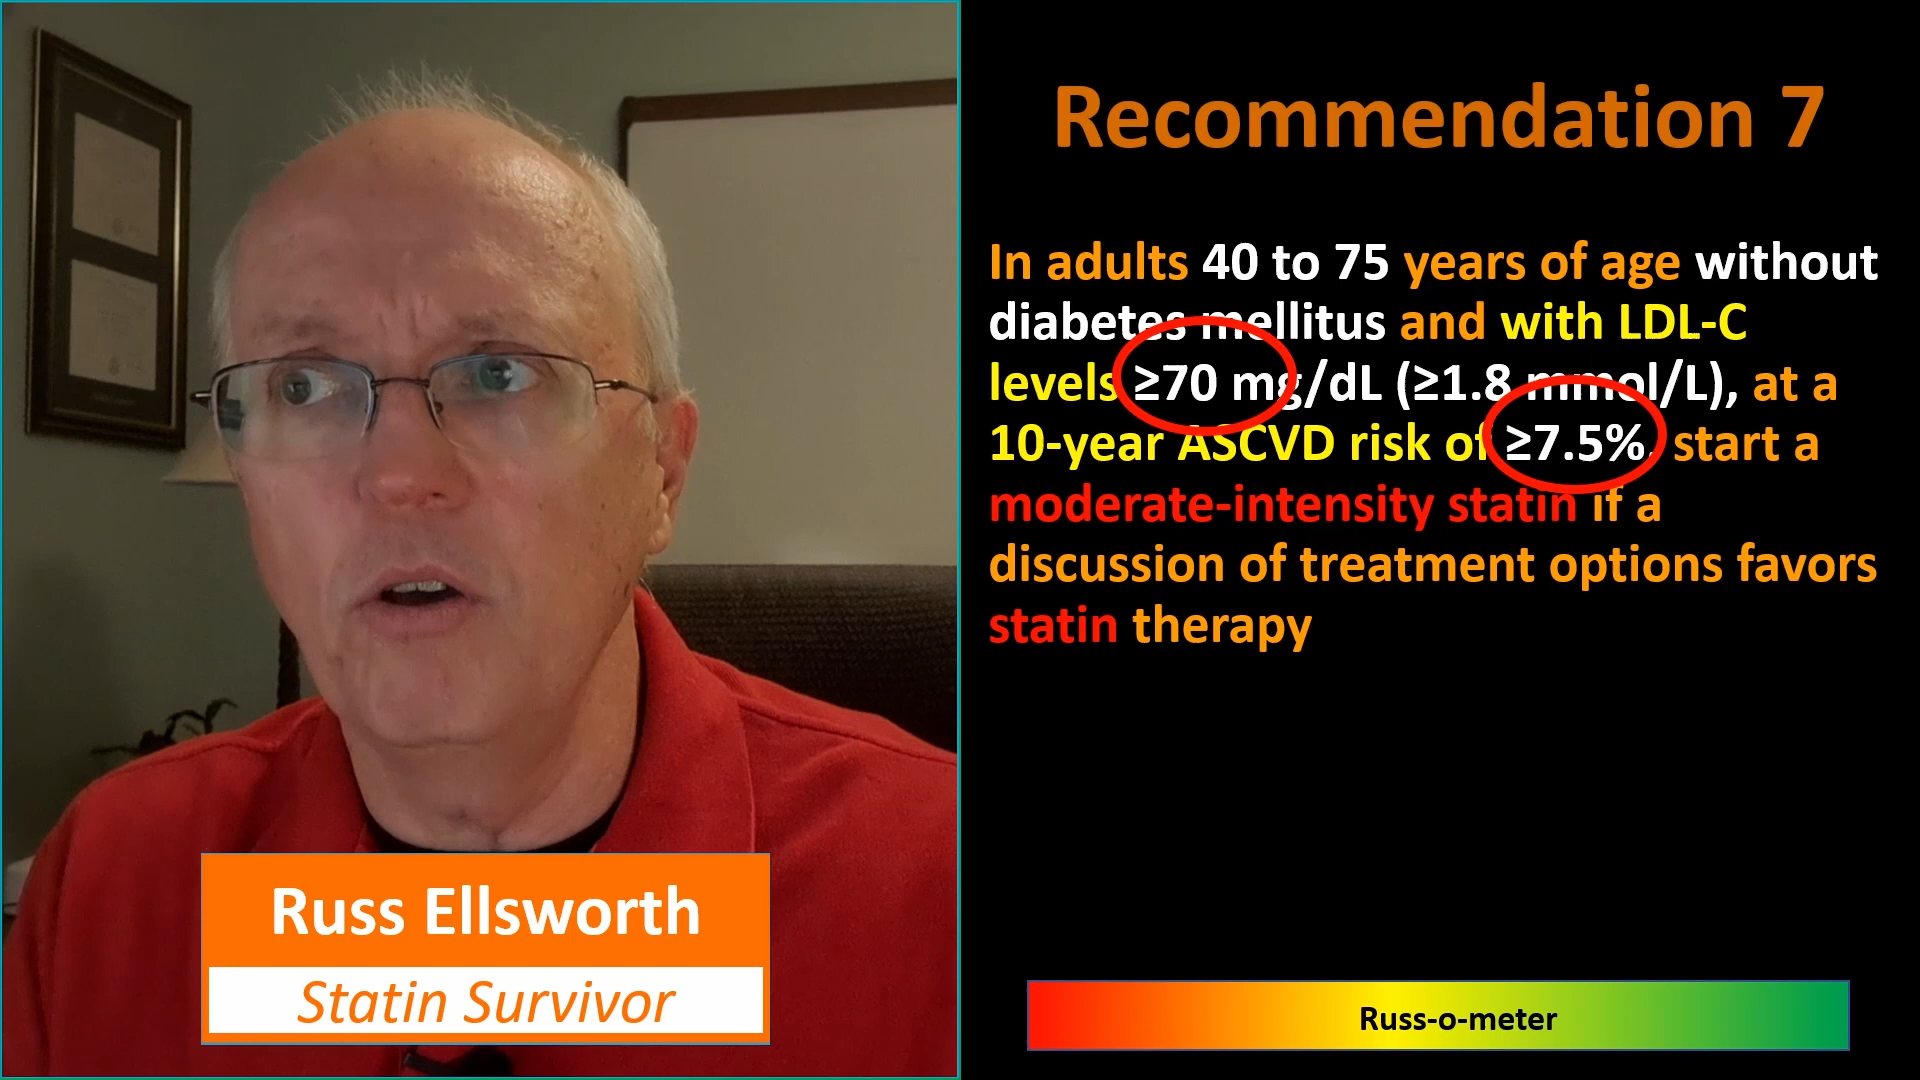 Recommendation 7
In adults 40 to 75 years of age without
diabetes mellitus and with LDL-C
levels ≥70 mg/dL (≥1.8 mmol/L), at a
10-year ASCVD risk of ≥7.5%, start a
moderate-intensity statin if a
discussion of treatment options favors
statin therapy
Russ Ellsworth
Statin Survivor
Russ-o-meter